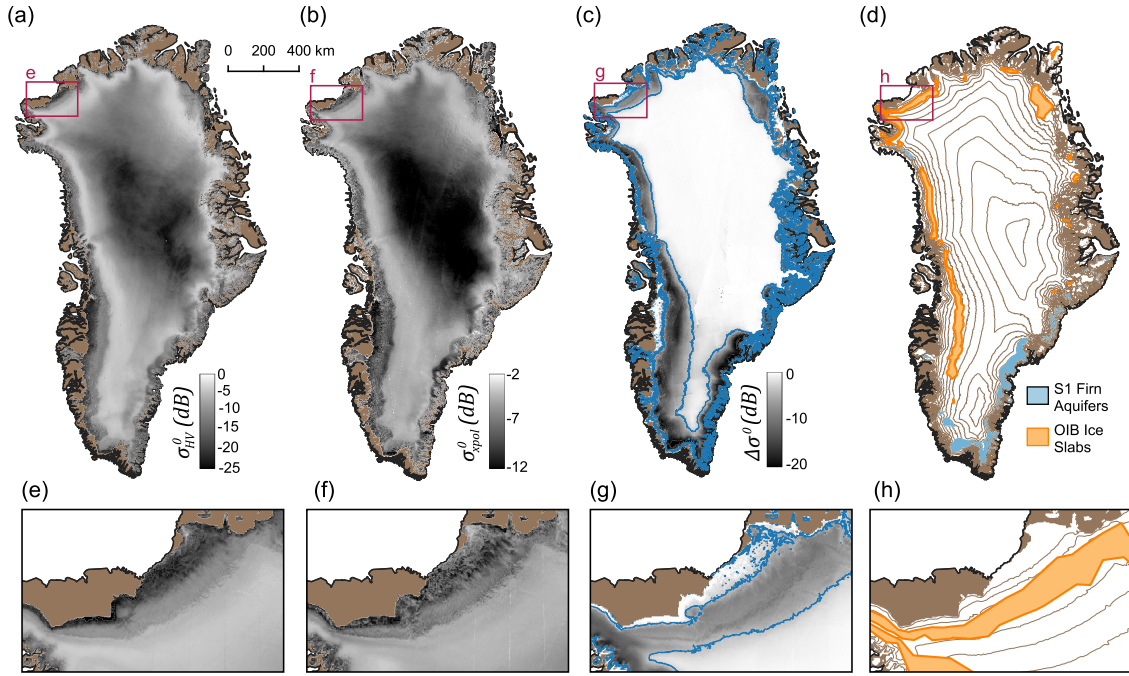 (a)
(b)
(c)
(d)
0 200 400 km
e
f
g
h
0
-5
-10
-15
-20
-25
σ⁰HV (dB)
-2
-7
-12
σ⁰xpol (dB)
0
-10
-20
Δσ⁰ (dB)
S1 Firn
Aquifers
OIB Ice
Slabs
(e)
(f)
(g)
(h)